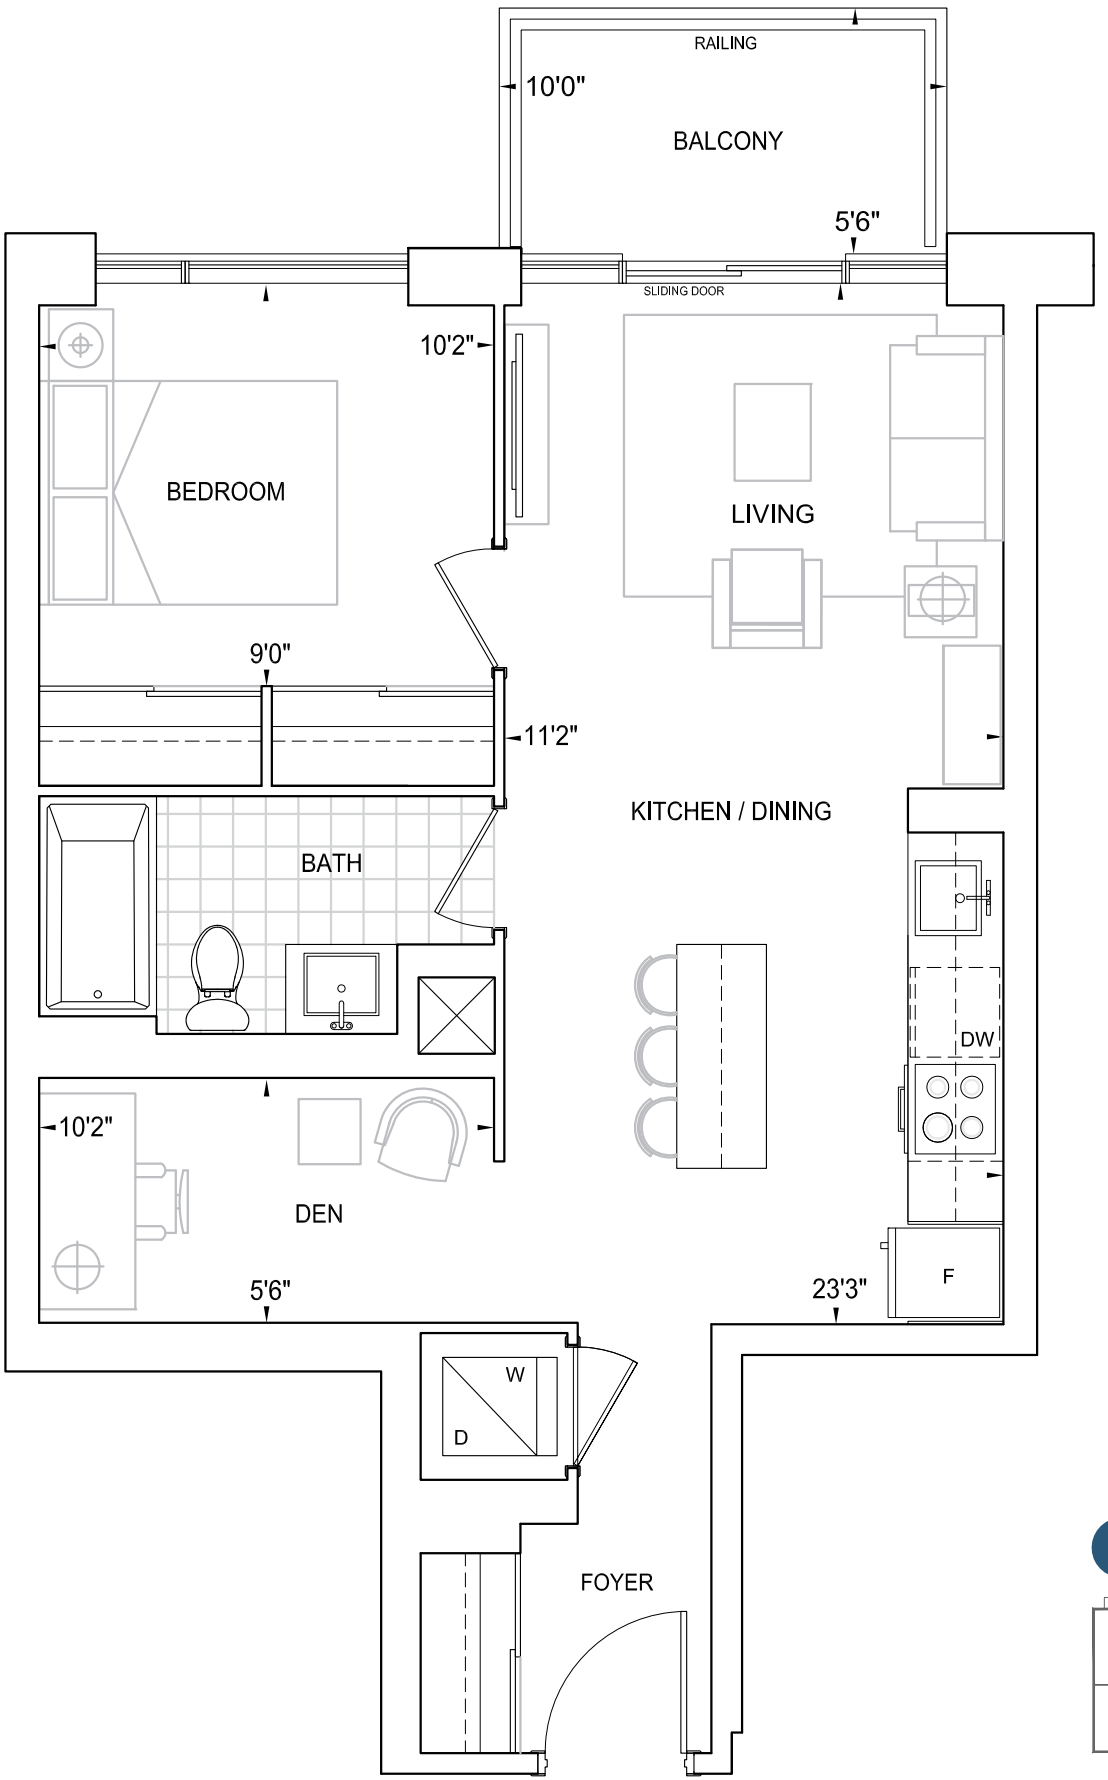 RAILING
10'0"
BALCONY
5'6"
SLIDING DOOR
10'2"
BEDROOM
LIVING
9'0"
11'2"
KITCHEN / DINING
BATH
DW
10'2"
DEN
5'6"
23'3"
F
W
D
FOYER